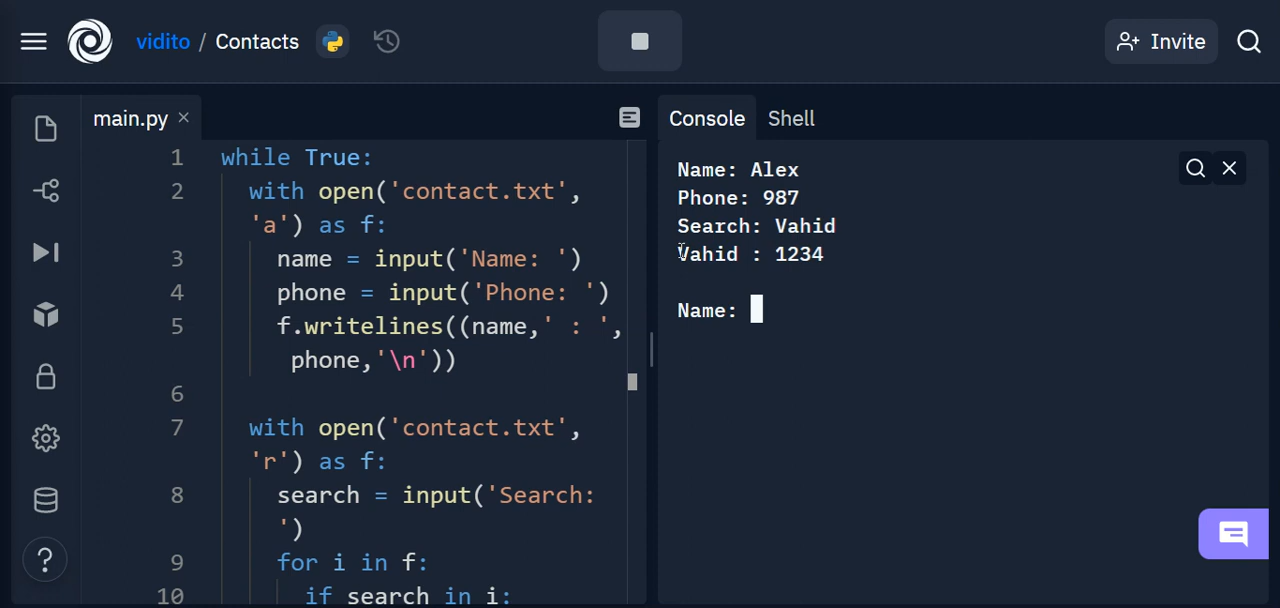 vidito / Contacts
Invite
main.py ×
Console Shell
1 while True:
2 with open('contact.txt',
'a') as f:
3 name = input('Name: ')
4 phone = input('Phone: ')
5 f.writelines((name,' : ',
phone,'\n'))
6
7 with open('contact.txt',
'r') as f:
8 search = input('Search:
')
9 for i in f:
10 if search in i:
?
Name: Alex
Phone: 987
Search: Vahid
Vahid : 1234
Name: